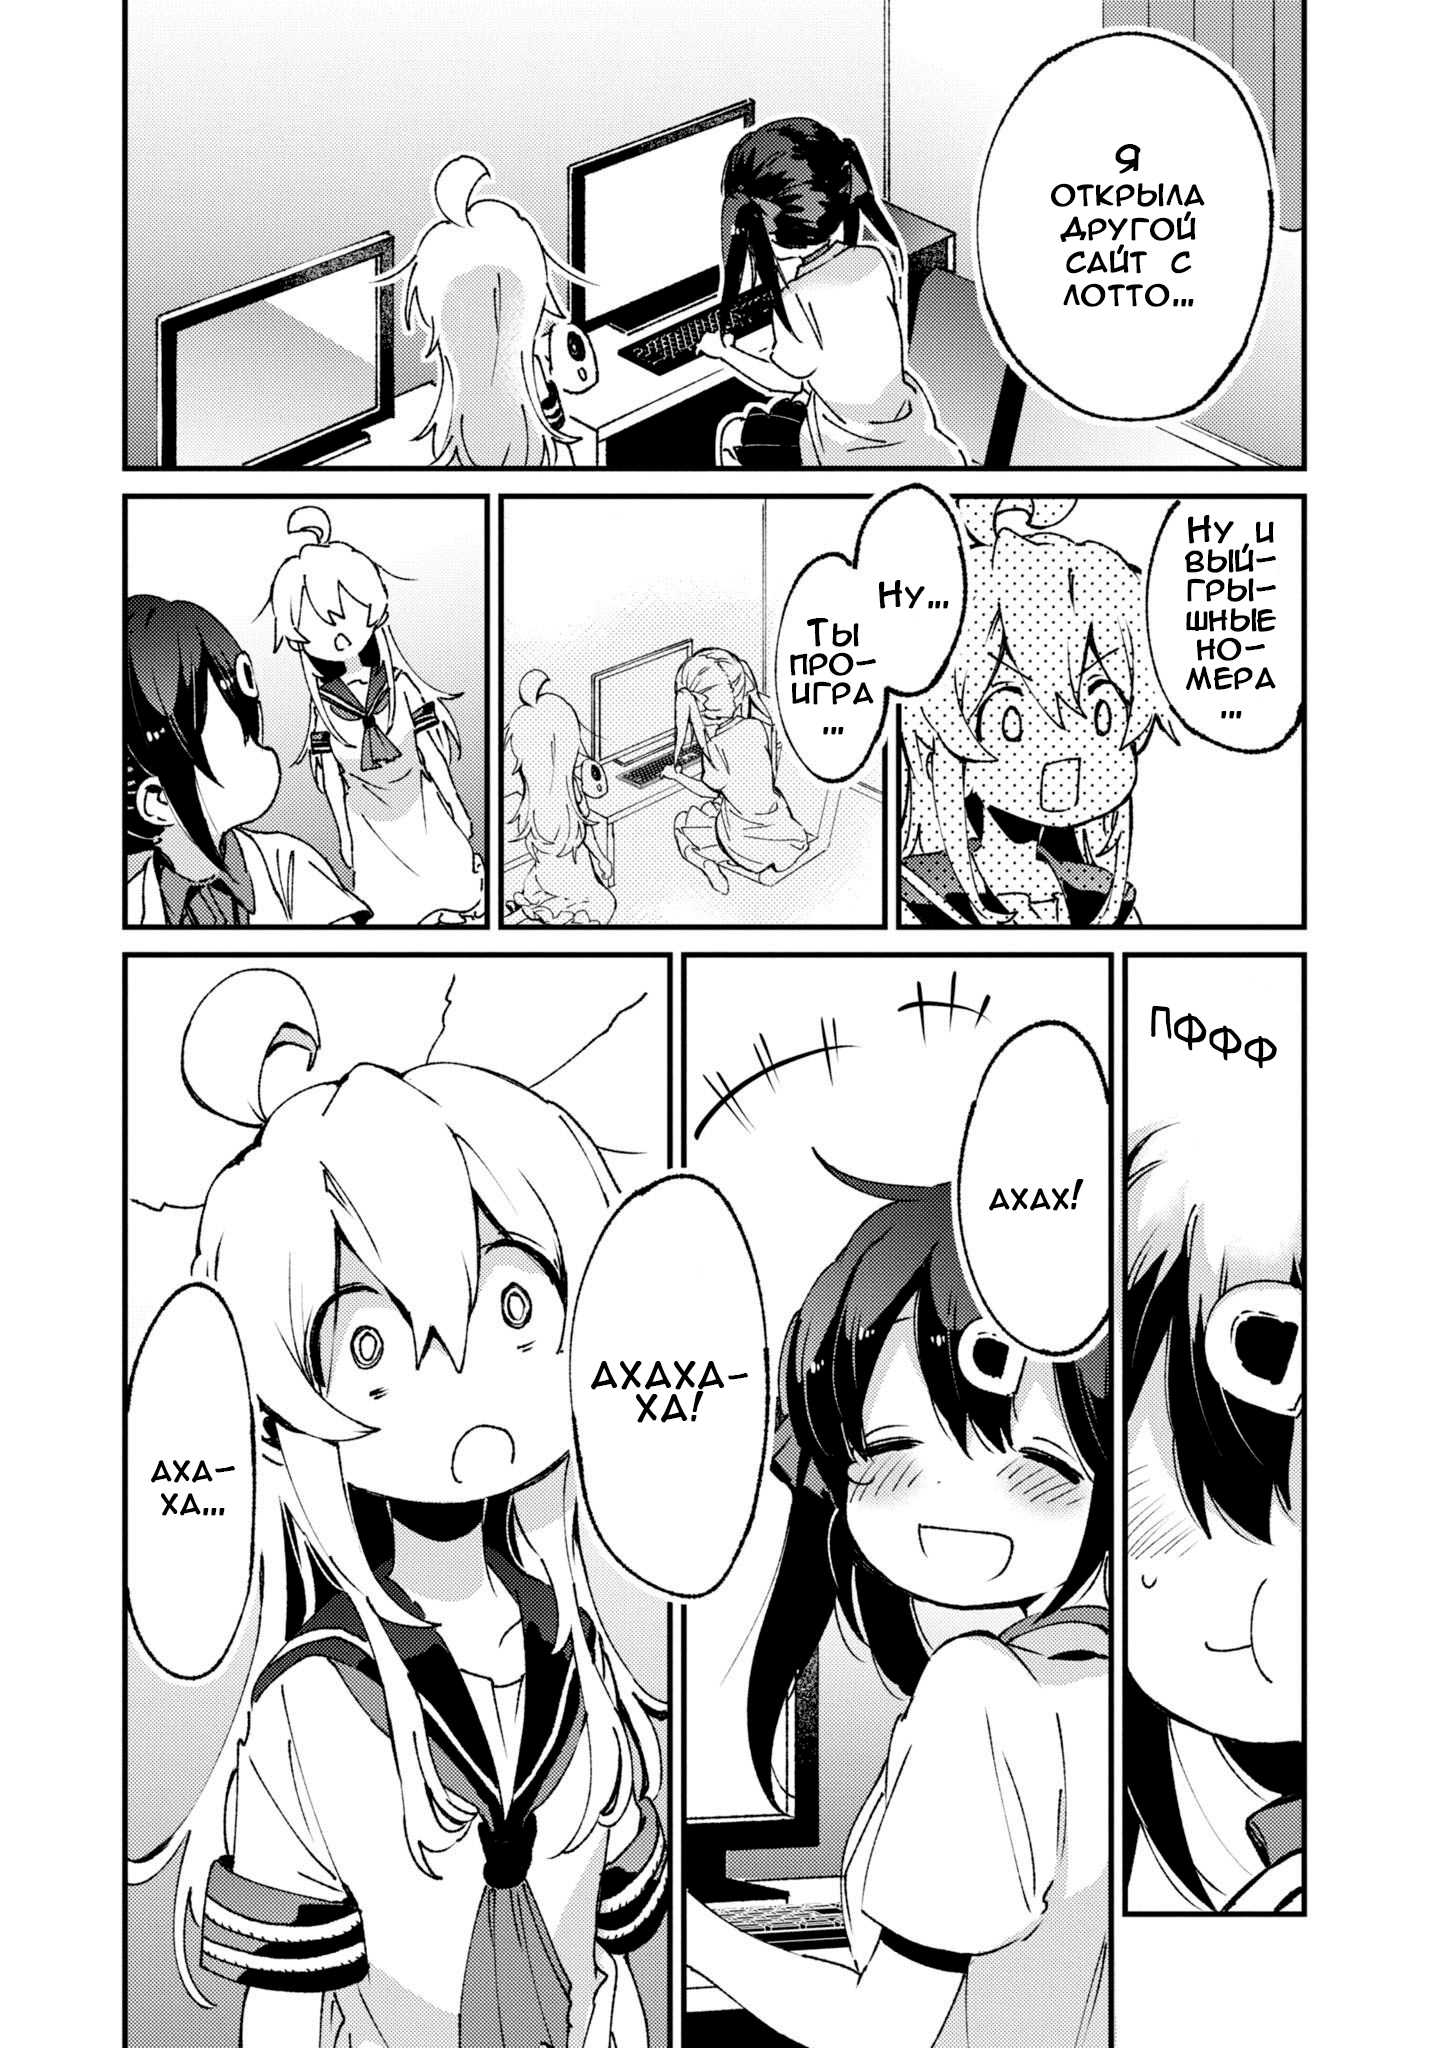 Я
ОТКРЫЛА
ДРУГОЙ
САЙТ С
ЛОТТО...
НУ И
ВЫЙ-
ГРЫ-
ШНЫЕ
НО-
МЕРА
...
НУ...
ТЫ
ПРО-
ИГРА
...
ПФФФ
АХАХ!
АХАХА-
ХА!
АХА-
ХА...